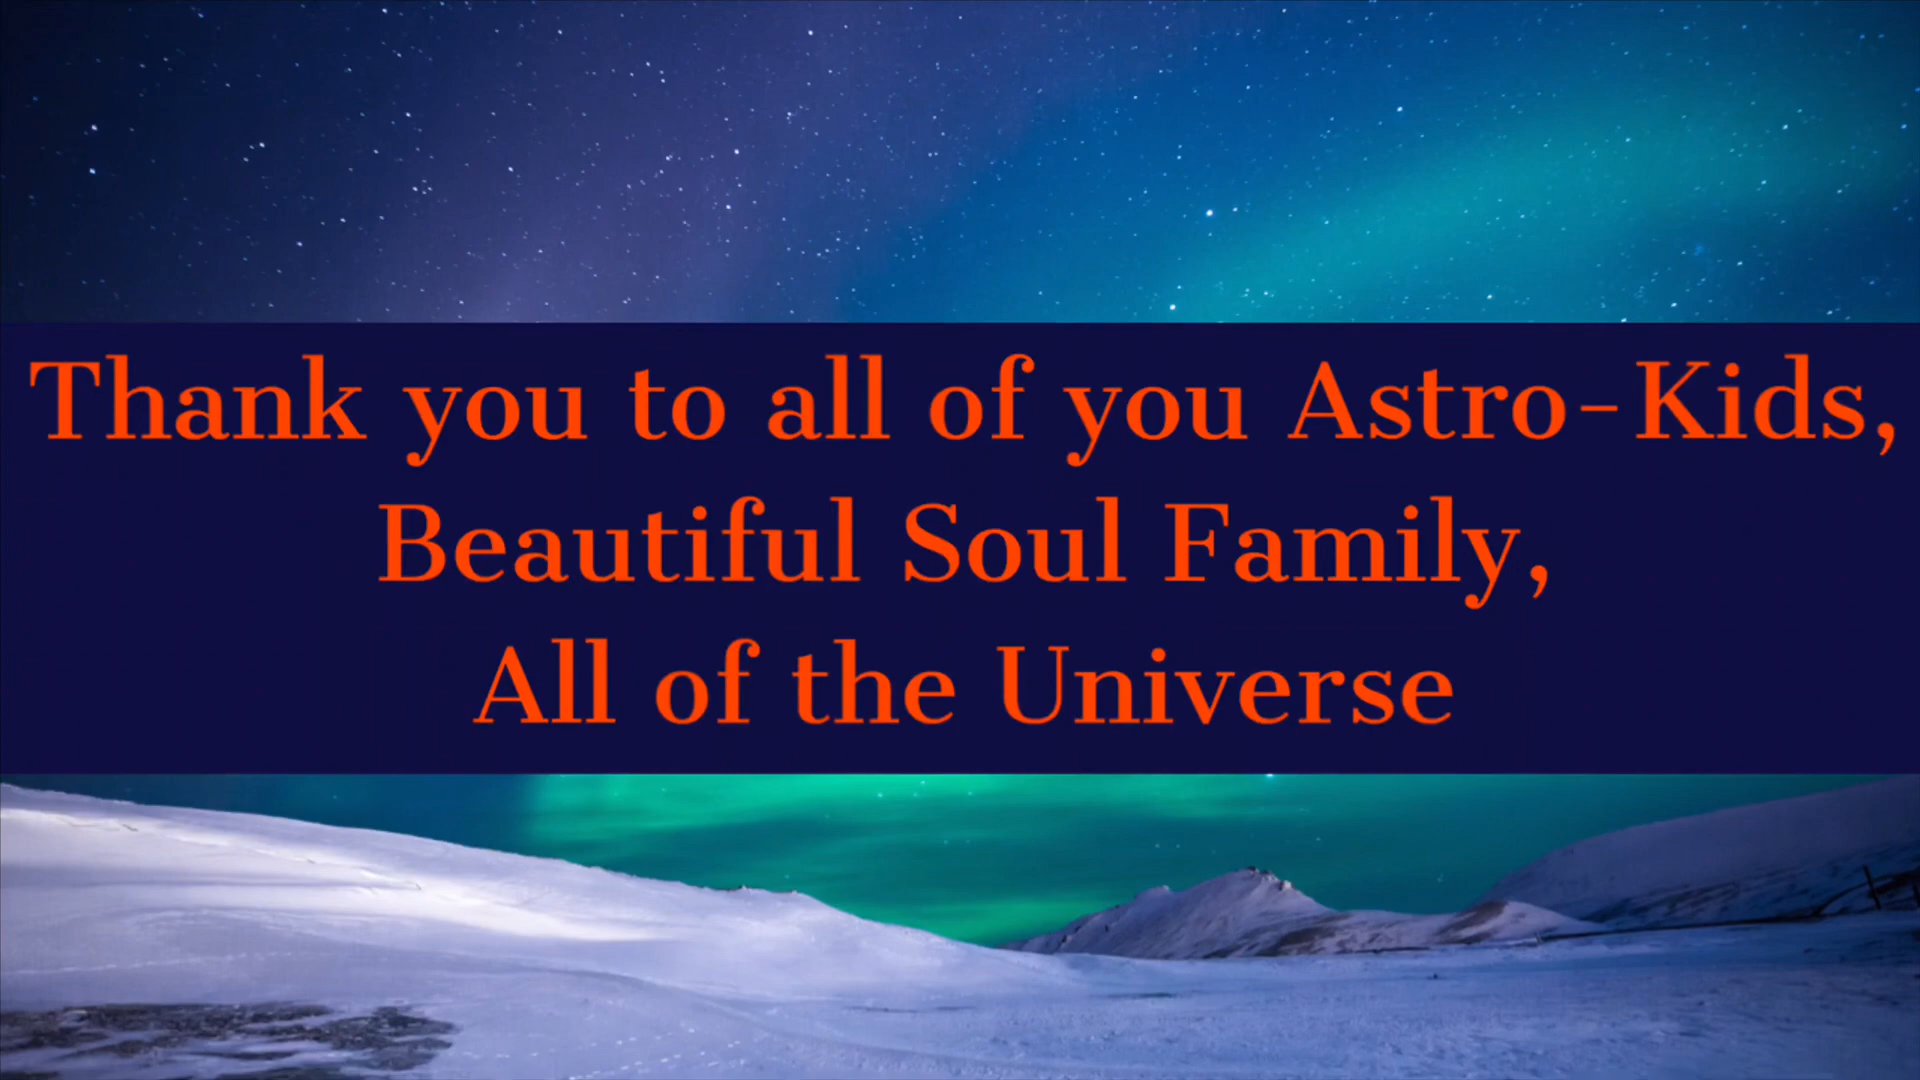 Thank you to all of you Astro-Kids,
Beautiful Soul Family,
All of the Universe